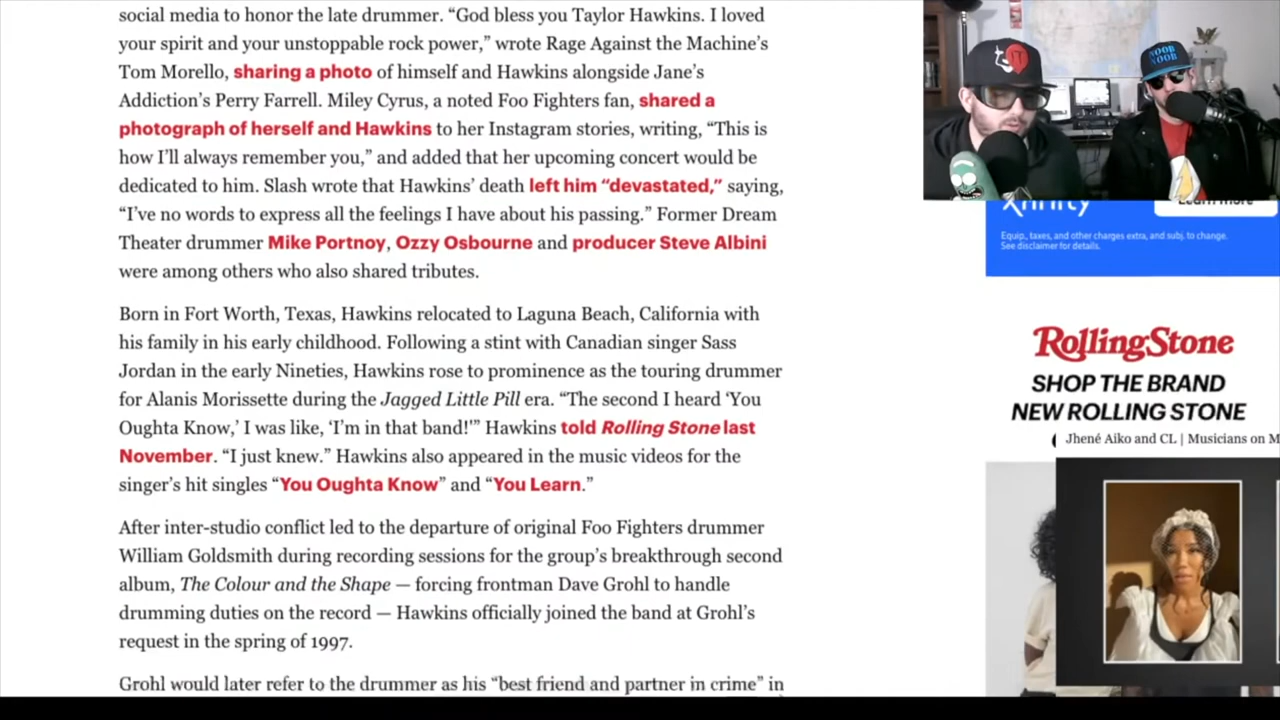 social media to honor the late drummer. “God bless you Taylor Hawkins. I loved
your spirit and your unstoppable rock power,” wrote Rage Against the Machine’s
Tom Morello, sharing a photo of himself and Hawkins alongside Jane’s
Addiction’s Perry Farrell. Miley Cyrus, a noted Foo Fighters fan, shared a
photograph of herself and Hawkins to her Instagram stories, writing, “This is
how I’ll always remember you,” and added that her upcoming concert would be
dedicated to him. Slash wrote that Hawkins’ death left him “devastated,” saying,
“I’ve no words to express all the feelings I have about his passing.” Former Dream
Theater drummer Mike Portnoy, Ozzy Osbourne and producer Steve Albini
were among others who also shared tributes.
Born in Fort Worth, Texas, Hawkins relocated to Laguna Beach, California with
his family in his early childhood. Following a stint with Canadian singer Sass
Jordan in the early Nineties, Hawkins rose to prominence as the touring drummer
for Alanis Morissette during the Jagged Little Pill era. “The second I heard ‘You
Oughta Know,’ I was like, ‘I’m in that band!’” Hawkins told Rolling Stone last
November. “I just knew.” Hawkins also appeared in the music videos for the
singer’s hit singles “You Oughta Know” and “You Learn.”
After inter-studio conflict led to the departure of original Foo Fighters drummer
William Goldsmith during recording sessions for the group’s breakthrough second
album, The Colour and the Shape — forcing frontman Dave Grohl to handle
drumming duties on the record — Hawkins officially joined the band at Grohl’s
request in the spring of 1997.
Grohl would later refer to the drummer as his “best friend and partner in crime” in
NOOB
NOOB
xfinity
Learn more
Equip., taxes, and other charges extra, and subj. to change.
See disclaimer for details.
RollingStone
SHOP THE BRAND
NEW ROLLING STONE
Jhené Aiko and CL | Musicians on M